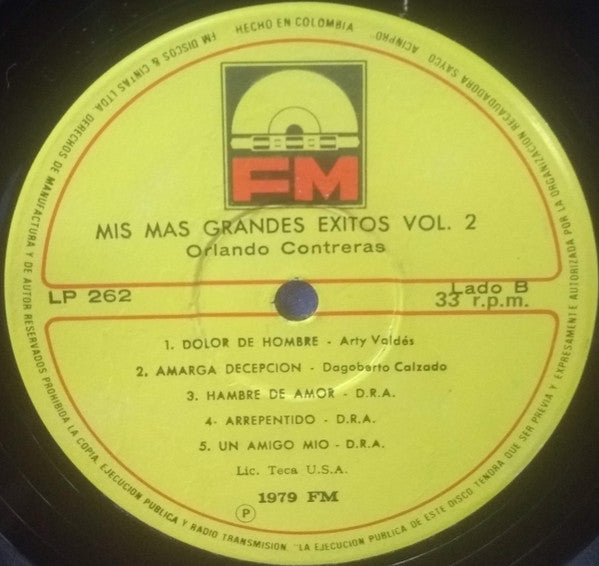 HECHO EN COLOMBIA
FM DISCOS & CINTAS LTDA. DERECHOS DE MANUFACTURA Y DE AUTOR RESERVADOS PROHIBIDA LA COPIA, EJECUCION PUBLICA Y RADIO TRANSMISION. "LA EJECUCION PUBLICA DE ESTE DISCO TENDRA QUE SER PREVIA Y EXPRESAMENTE AUTORIZADA POR LA ORGANIZACION RECAUDADORA SAYCO ACINPRO"
FM
MIS MAS GRANDES EXITOS VOL. 2
Orlando Contreras
LP 262
Lado B
33 r.p.m.
1. DOLOR DE HOMBRE - Arty Valdés
2. AMARGA DECEPCION - Dagoberto Calzado
3. HAMBRE DE AMOR - D.R.A.
4- ARREPENTIDO - D.R.A.
5. UN AMIGO MIO - D.R.A.
Lic. Teca U.S.A.
Ⓟ 1979 FM